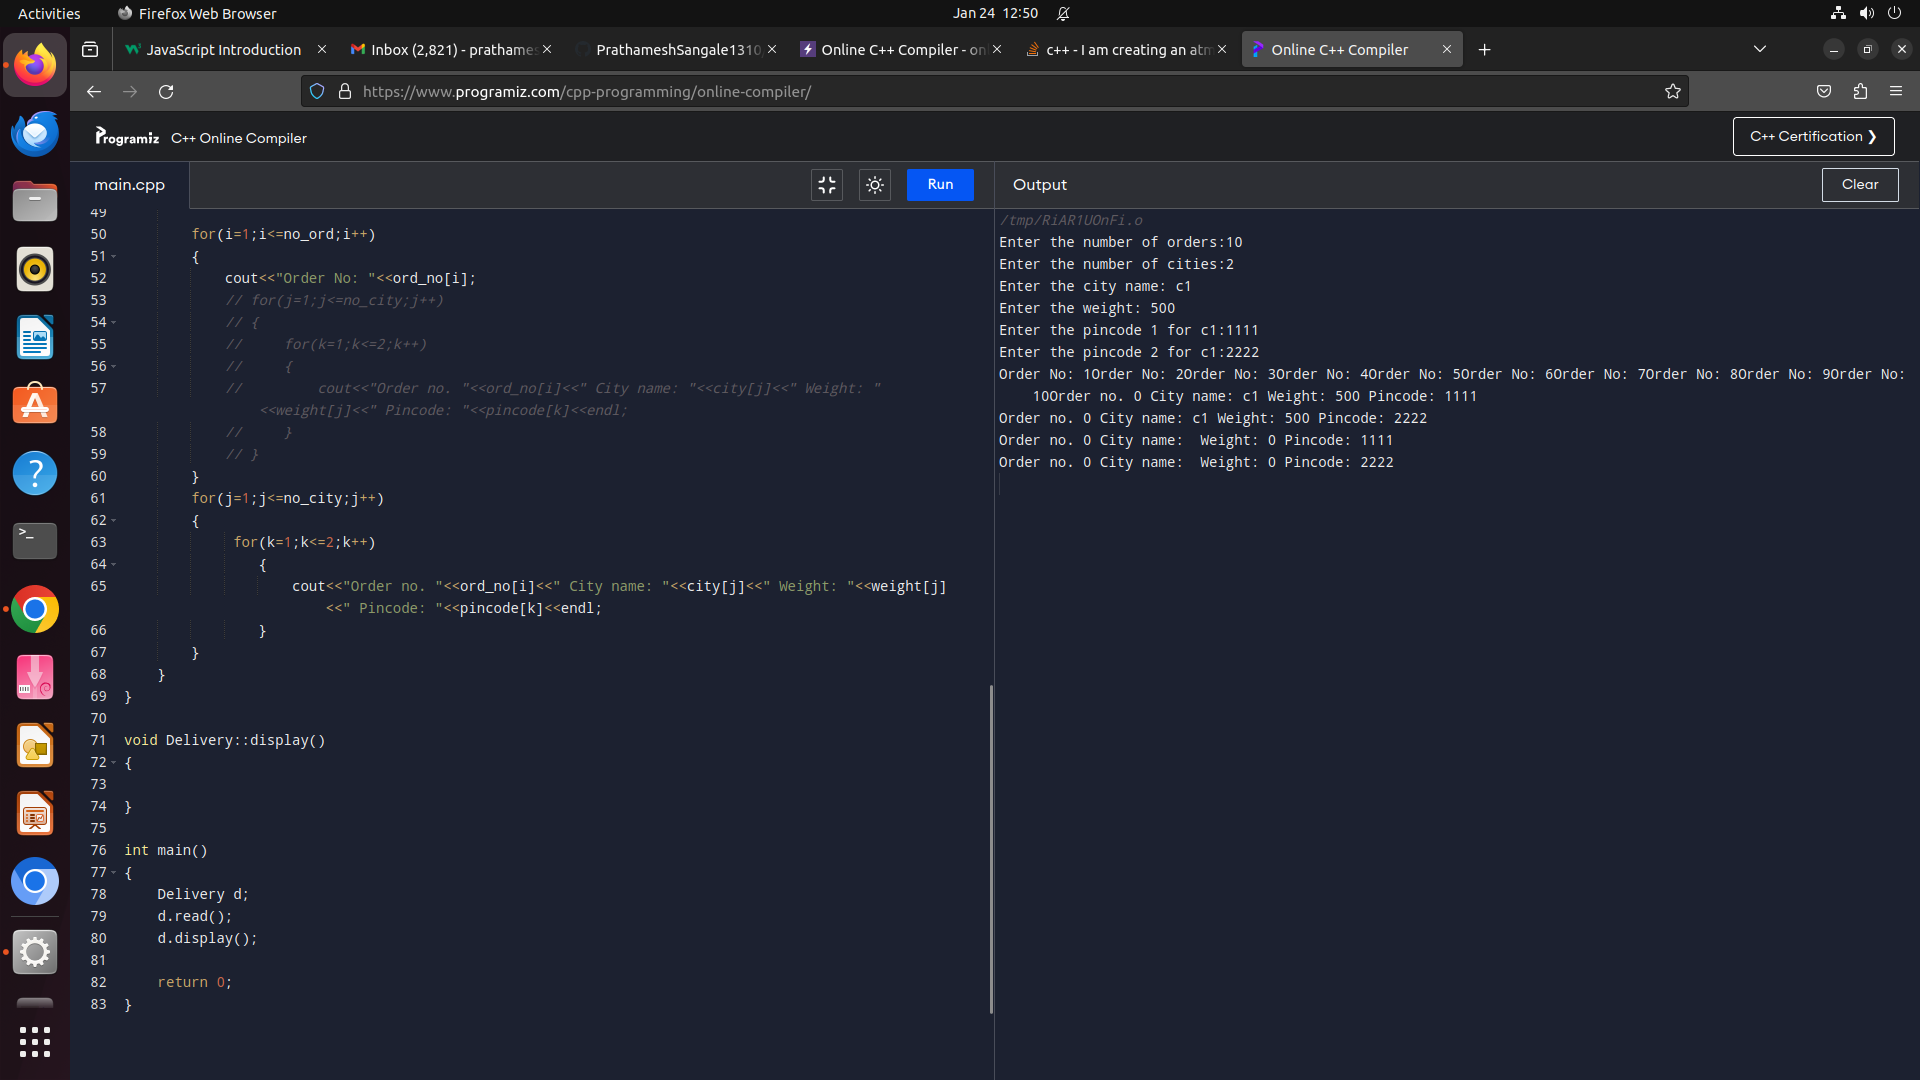 Activities
Firefox Web Browser
Jan 24 12:50
JavaScript Introduction
Inbox (2,821) - prathames
PrathameshSangale1310,
Online C++ Compiler - onl
c++ - I am creating an atm
Online C++ Compiler
https://www.programiz.com/cpp-programming/online-compiler/
Programiz
C++ Online Compiler
C++ Certification ❯
main.cpp
Run
Output
Clear
49
50 for(i=1;i<=no_ord;i++)
51 {
52 cout<<"Order No: "<<ord_no[i];
53 // for(j=1;j<=no_city;j++)
54 // {
55 //     for(k=1;k<=2;k++)
56 //     {
57 //         cout<<"Order no. "<<ord_no[i]<<" City name: "<<city[j]<<" Weight: "
<<weight[j]<<" Pincode: "<<pincode[k]<<endl;
58 //     }
59 // }
60 }
61 for(j=1;j<=no_city;j++)
62 {
63 for(k=1;k<=2;k++)
64 {
65 cout<<"Order no. "<<ord_no[i]<<" City name: "<<city[j]<<" Weight: "<<weight[j]
<<" Pincode: "<<pincode[k]<<endl;
66 }
67 }
68 }
69 }
70
71 void Delivery::display()
72 {
73
74 }
75
76 int main()
77 {
78 Delivery d;
79 d.read();
80 d.display();
81
82 return 0;
83 }
/tmp/RiAR1UOnFi.o
Enter the number of orders:10
Enter the number of cities:2
Enter the city name: c1
Enter the weight: 500
Enter the pincode 1 for c1:1111
Enter the pincode 2 for c1:2222
Order No: 1Order No: 2Order No: 3Order No: 4Order No: 5Order No: 6Order No: 7Order No: 8Order No: 9Order No:
10Order no. 0 City name: c1 Weight: 500 Pincode: 1111
Order no. 0 City name: c1 Weight: 500 Pincode: 2222
Order no. 0 City name:  Weight: 0 Pincode: 1111
Order no. 0 City name:  Weight: 0 Pincode: 2222